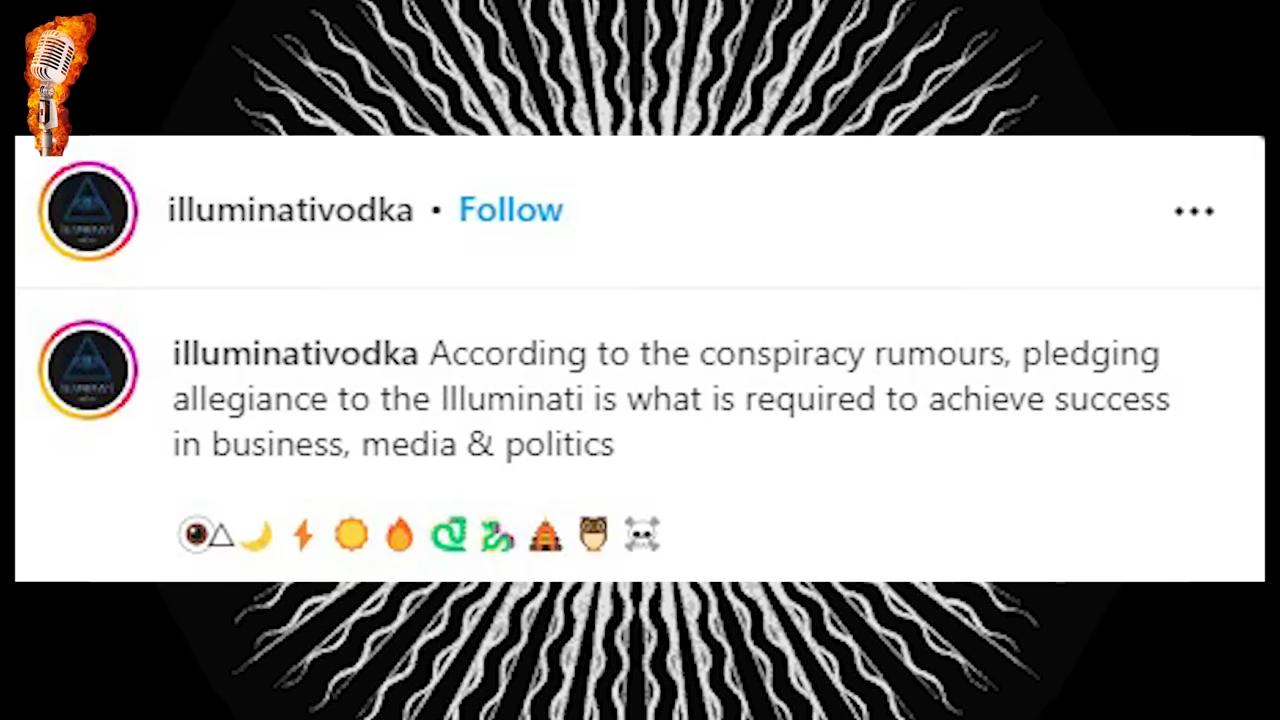 illuminativodka • Follow
illuminativodka According to the conspiracy rumours, pledging
allegiance to the Illuminati is what is required to achieve success
in business, media & politics
👁△🌙⚡☀🔥🐍🐉🏯🦉☠